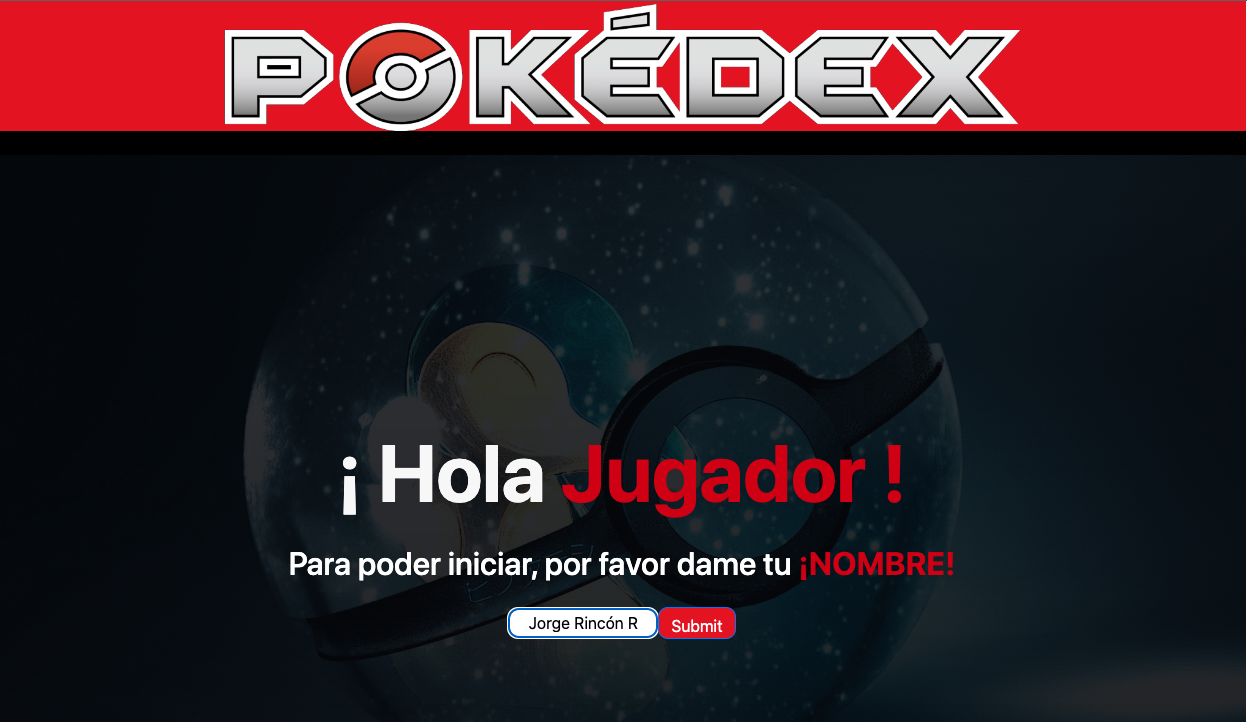 POKÉDEX
¡ Hola Jugador !
Para poder iniciar, por favor dame tu ¡NOMBRE!
Jorge Rincón R Submit